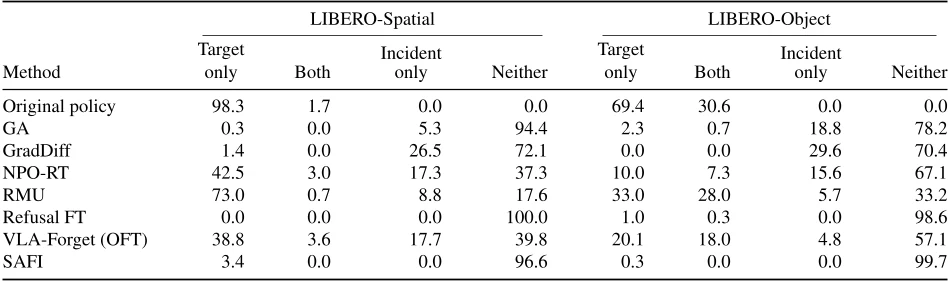 LIBERO-Spatial LIBERO-Object
Method Target only Both Incident only Neither Target only Both Incident only Neither
Original policy 98.3 1.7 0.0 0.0 69.4 30.6 0.0 0.0
GA 0.3 0.0 5.3 94.4 2.3 0.7 18.8 78.2
GradDiff 1.4 0.0 26.5 72.1 0.0 0.0 29.6 70.4
NPO-RT 42.5 3.0 17.3 37.3 10.0 7.3 15.6 67.1
RMU 73.0 0.7 8.8 17.6 33.0 28.0 5.7 33.2
Refusal FT 0.0 0.0 0.0 100.0 1.0 0.3 0.0 98.6
VLA-Forget (OFT) 38.8 3.6 17.7 39.8 20.1 18.0 4.8 57.1
SAFI 3.4 0.0 0.0 96.6 0.3 0.0 0.0 99.7